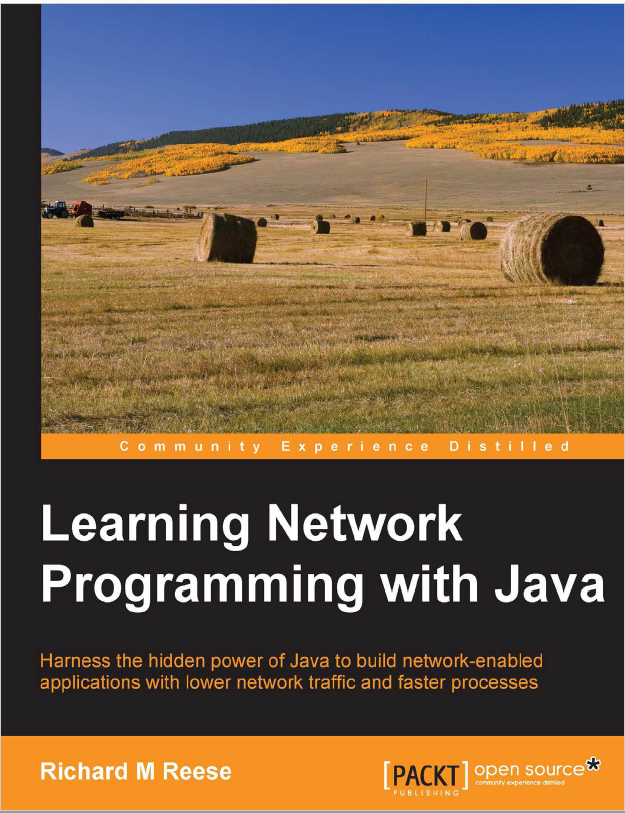 Community Experience Distilled
Learning Network
Programming with Java
Harness the hidden power of Java to build network-enabled
applications with lower network traffic and faster processes
Richard M Reese
[PACKT]
PUBLISHING
open source*
community experience distilled